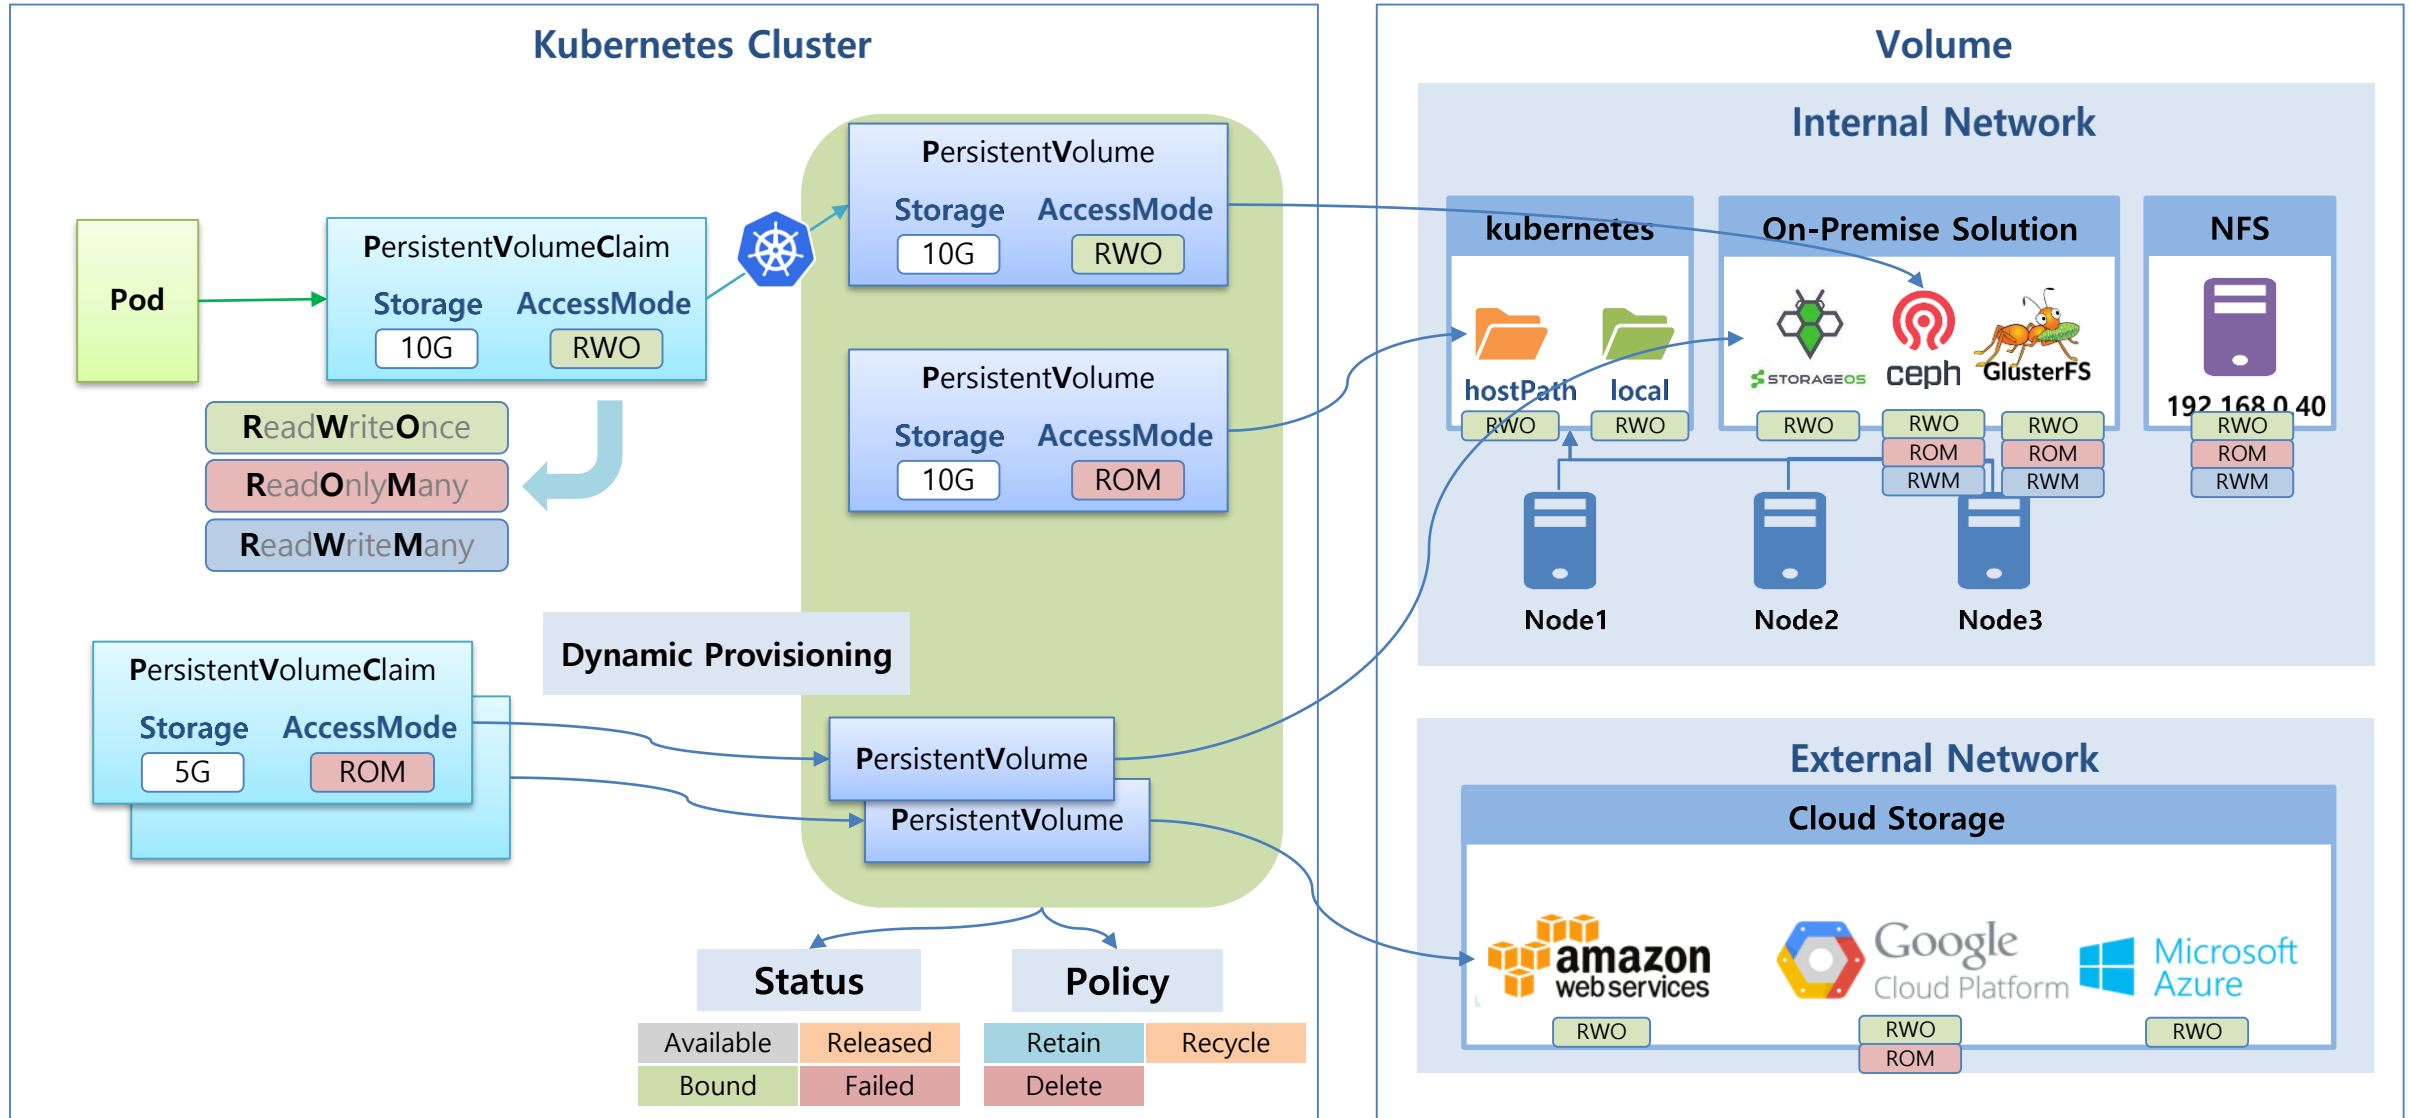 Kubernetes Cluster
PersistentVolume
Storage AccessMode
10G RWO
PersistentVolumeClaim
Storage AccessMode
10G RWO
Pod
ReadWriteOnce
ReadOnlyMany
ReadWriteMany
PersistentVolume
Storage AccessMode
10G ROM
Dynamic Provisioning
PersistentVolumeClaim
Storage AccessMode
5G ROM
PersistentVolume
PersistentVolume
Status
Available Released
Bound Failed
Policy
Retain Recycle
Delete
Volume
Internal Network
kubernetes
hostPath local
RWO RWO
On-Premise Solution
STORAGEOS
ceph
GlusterFS
RWO
RWO
ROM
RWM
RWO
ROM
RWM
NFS
192.168.0.40
RWO
ROM
RWM
Node1
Node2
Node3
External Network
Cloud Storage
amazon
web services
RWO
Google
Cloud Platform
RWO
ROM
Microsoft
Azure
RWO